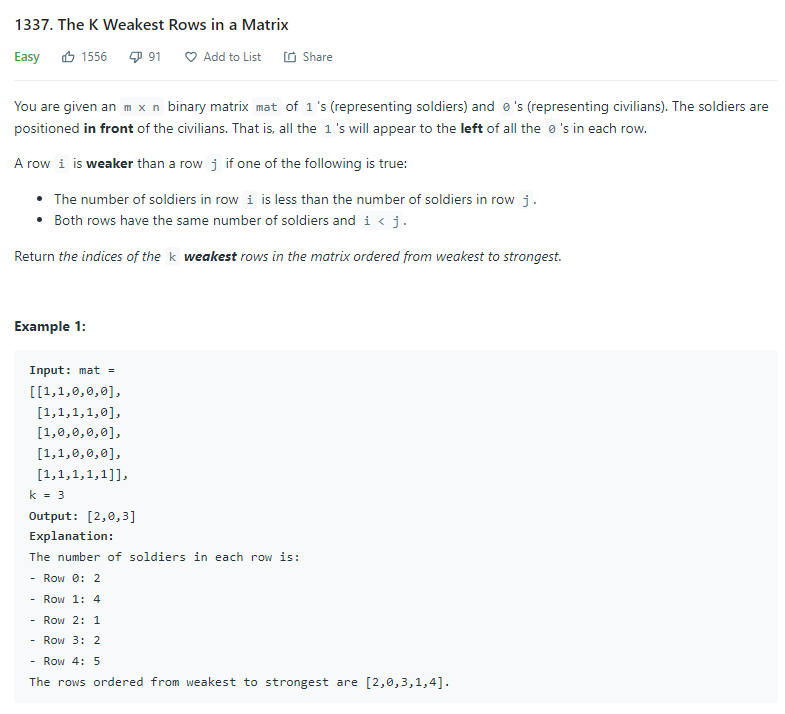 1337. The K Weakest Rows in a Matrix
Easy 1556 91 Add to List Share
You are given an m x n binary matrix mat of 1 's (representing soldiers) and 0 's (representing civilians). The soldiers are
positioned in front of the civilians. That is, all the 1 's will appear to the left of all the 0 's in each row.
A row i is weaker than a row j if one of the following is true:
• The number of soldiers in row i is less than the number of soldiers in row j.
• Both rows have the same number of soldiers and i < j.
Return the indices of the k weakest rows in the matrix ordered from weakest to strongest.
Example 1:
Input: mat =
[[1,1,0,0,0],
[1,1,1,1,0],
[1,0,0,0,0],
[1,1,0,0,0],
[1,1,1,1,1]],
k = 3
Output: [2,0,3]
Explanation:
The number of soldiers in each row is:
- Row 0: 2
- Row 1: 4
- Row 2: 1
- Row 3: 2
- Row 4: 5
The rows ordered from weakest to strongest are [2,0,3,1,4].